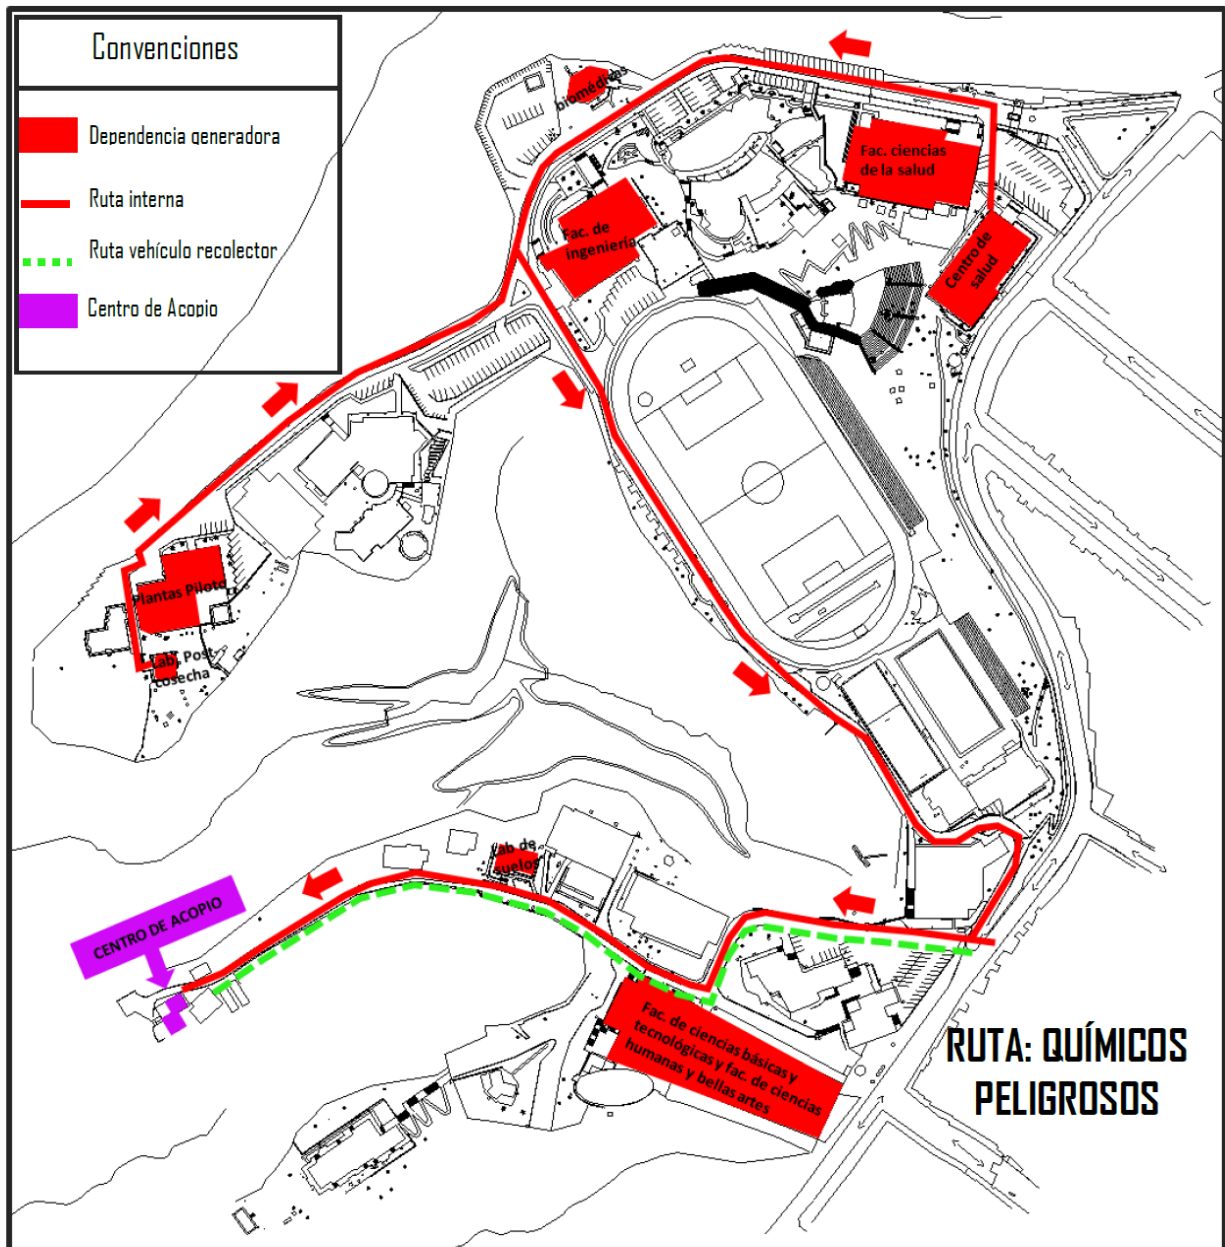 Convenciones
Dependencia generadora
Ruta interna
Ruta vehículo recolector
Centro de Acopio
biomédicas
Fac. ciencias
de la salud
Fac. de
ingeniería
Centro de
salud
Plantas Piloto
Lab. Post-
cosecha
Lab de
suelos
CENTRO DE ACOPIO
Fac. de ciencias básicas y
tecnológicas y fac. de ciencias
humanas y bellas artes
RUTA: QUÍMICOS
PELIGROSOS